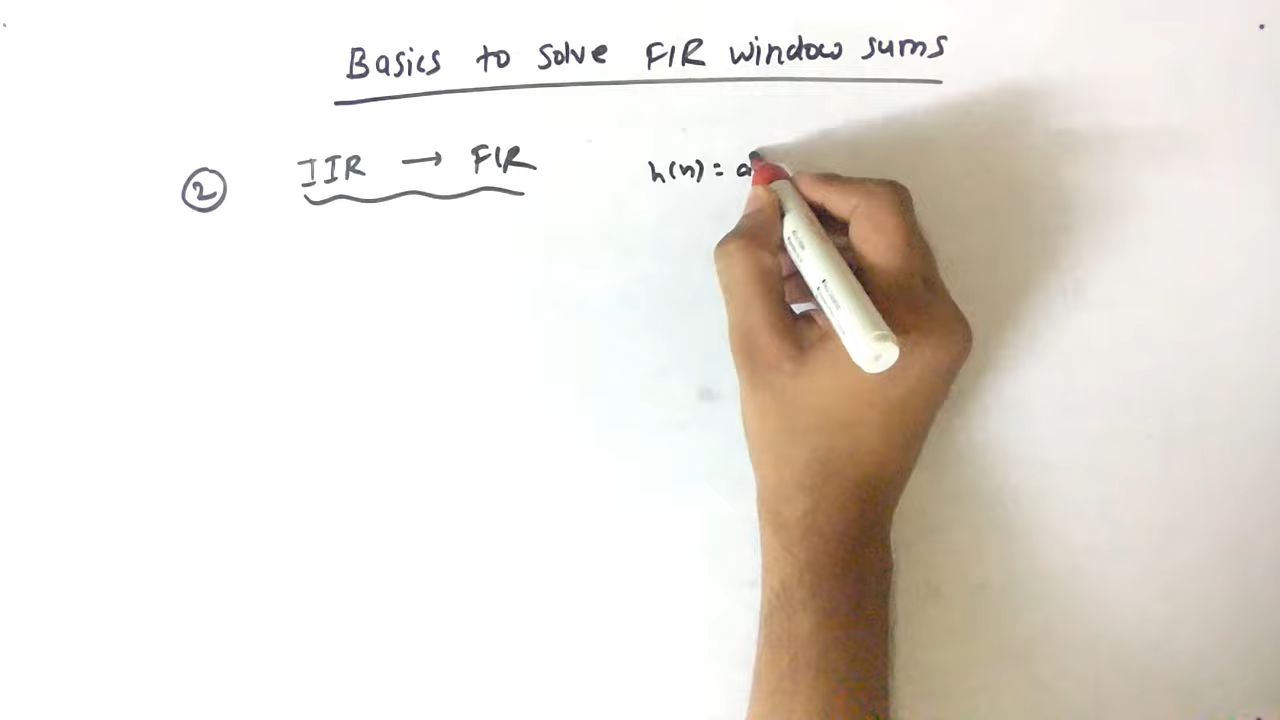 Basics to solve FIR window sums
② IIR → FIR h(n) = a